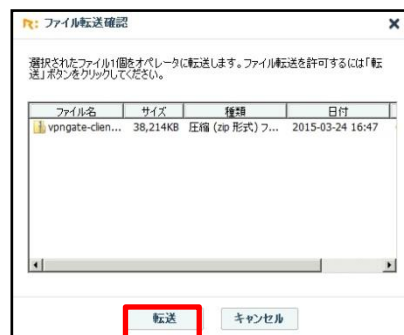 R: ファイル転送確認
選択されたファイル1個をオペレータに転送します。ファイル転送を許可するには「転
送」ボタンをクリックしてください。
ファイル名 サイズ 種類 日付
vpngate-clien... 38,214KB 圧縮 (zip 形式) フ... 2015-03-24 16:47
転送 キャンセル